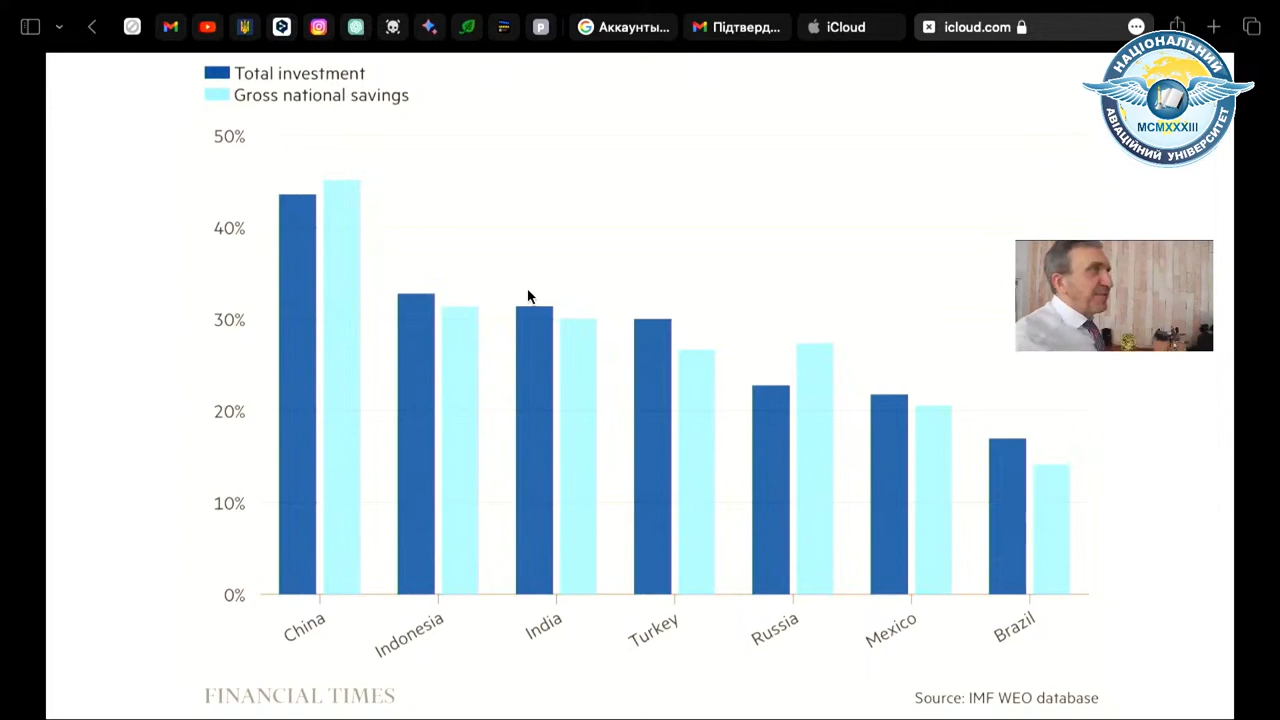 Аккаунты...
Підтвердж...
iCloud
icloud.com
НАЦІОНАЛЬНИЙ
MCMXXXIII
АВІАЦІЙНИЙ УНІВЕРСИТЕТ
Total investment
Gross national savings
50%
40%
30%
20%
10%
0%
China
Indonesia
India
Turkey
Russia
Mexico
Brazil
FINANCIAL TIMES
Source: IMF WEO database